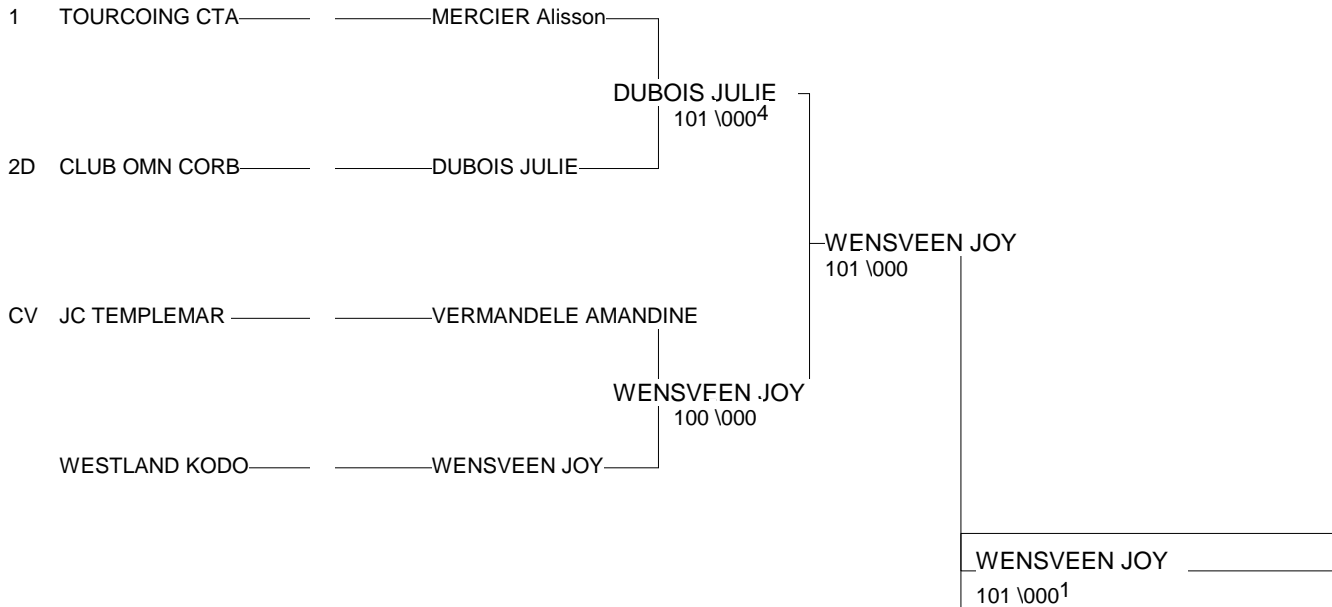 1 TOURCOING CTA MERCIER Alisson
DUBOIS JULIE
101 \000 4
2D CLUB OMN CORB DUBOIS JULIE
WENSVEEN JOY
101 \000
CV JC TEMPLEMAR VERMANDELE AMANDINE
WENSVEEN JOY
100 \000
WESTLAND KODO WENSVEEN JOY
WENSVEEN JOY
101 \000 1